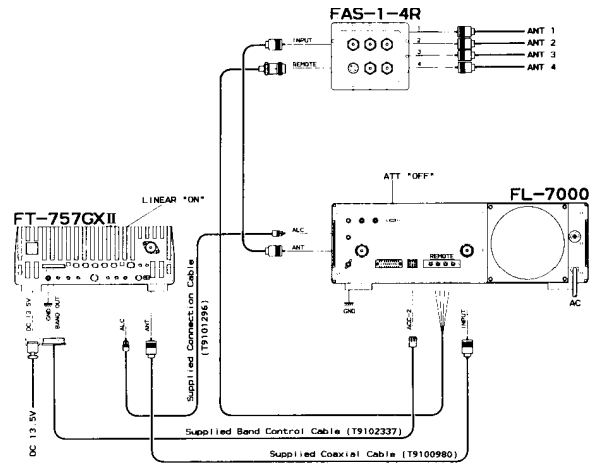 FAS-1-4R
INPUT
REMOTE
1
2
3
4
ANT 1
ANT 2
ANT 3
ANT 4
ATT "OFF"
LINEAR "ON"
FL-7000
FT-757GXII
ALC
ANT
REMOTE
GND
AC
DC 13.5V
GND
BAND OUT
ALC
ANT
Supplied Connection Cable
(T9101296)
ACC-2
INPUT
DC 13.5V
Supplied Band Control Cable (T9102337)
Supplied Coaxial Cable (T9100980)